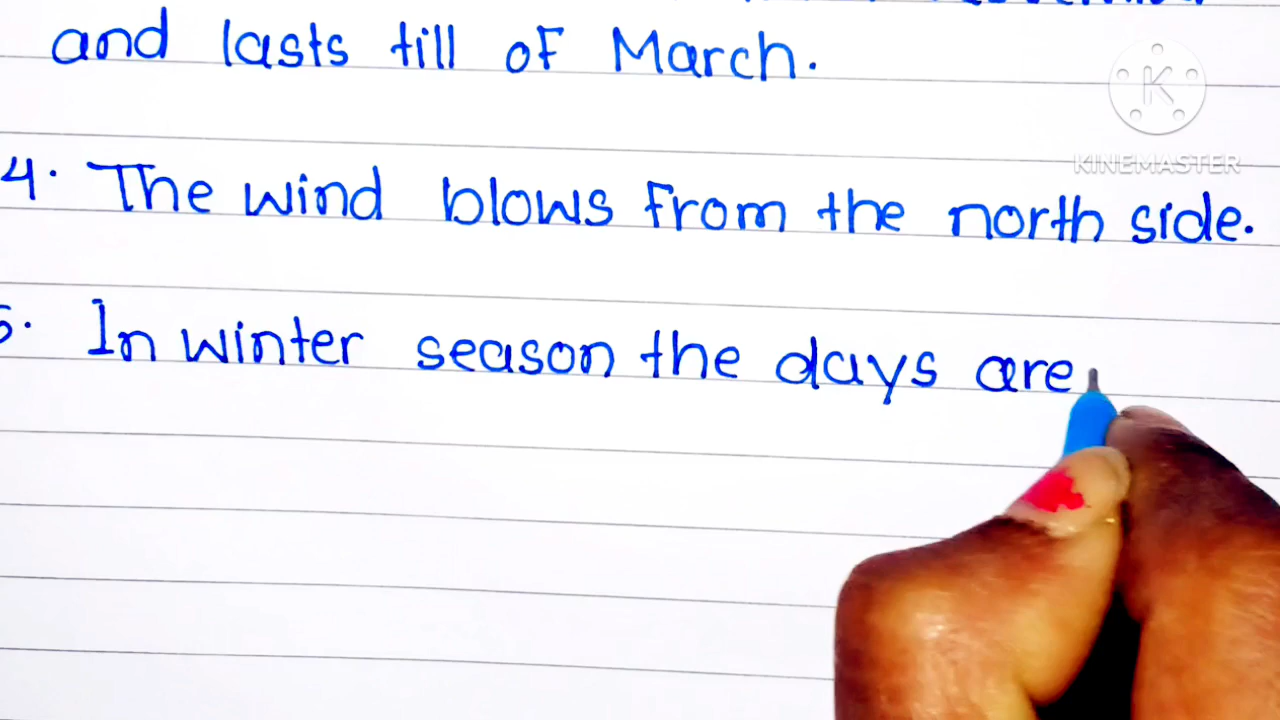 and lasts till of March.
K
KINEMASTER
4. The wind blows from the north side.
5. In winter season the days are